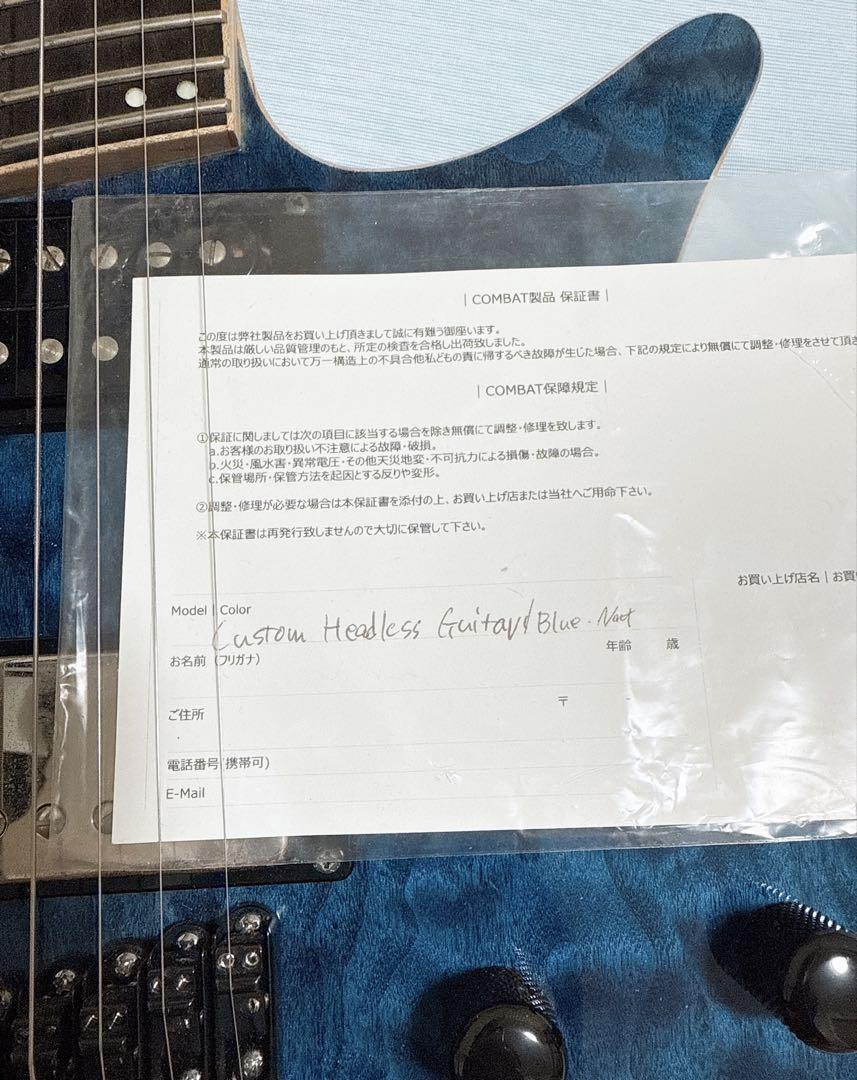 | COMBAT製品 保証書 |
この度は弊社製品をお買い上げ頂きまして誠に有難う御座います。
本製品は厳しい品質管理のもと、所定の検査を合格し出荷致しました。
通常の取り扱いにおいて万一構造上の不具合他私どもの責に帰するべき故障が生じた場合、下記の規定により無償にて調整・修理をさせて頂き
| COMBAT保障規定 |
①保証に関しましては次の項目に該当する場合を除き無償にて調整・修理を致します。
a.お客様のお取り扱い不注意による故障・破損。
b.火災・風水害・異常電圧・その他天災地変・不可抗力による損傷・故障の場合。
c.保管場所・保管方法を起因とする反りや変形。
②調整・修理が必要な場合は本保証書を添付の上、お買い上げ店または当社へご用命下さい。
※本保証書は再発行致しませんので大切に保管して下さい。
お買い上げ店名 | お買
Model | Color
Custom Headless Guitar / Blue. Nat
お名前 (フリガナ) 年齢 歳
ご住所 〒 -
電話番号(携帯可)
E-Mail